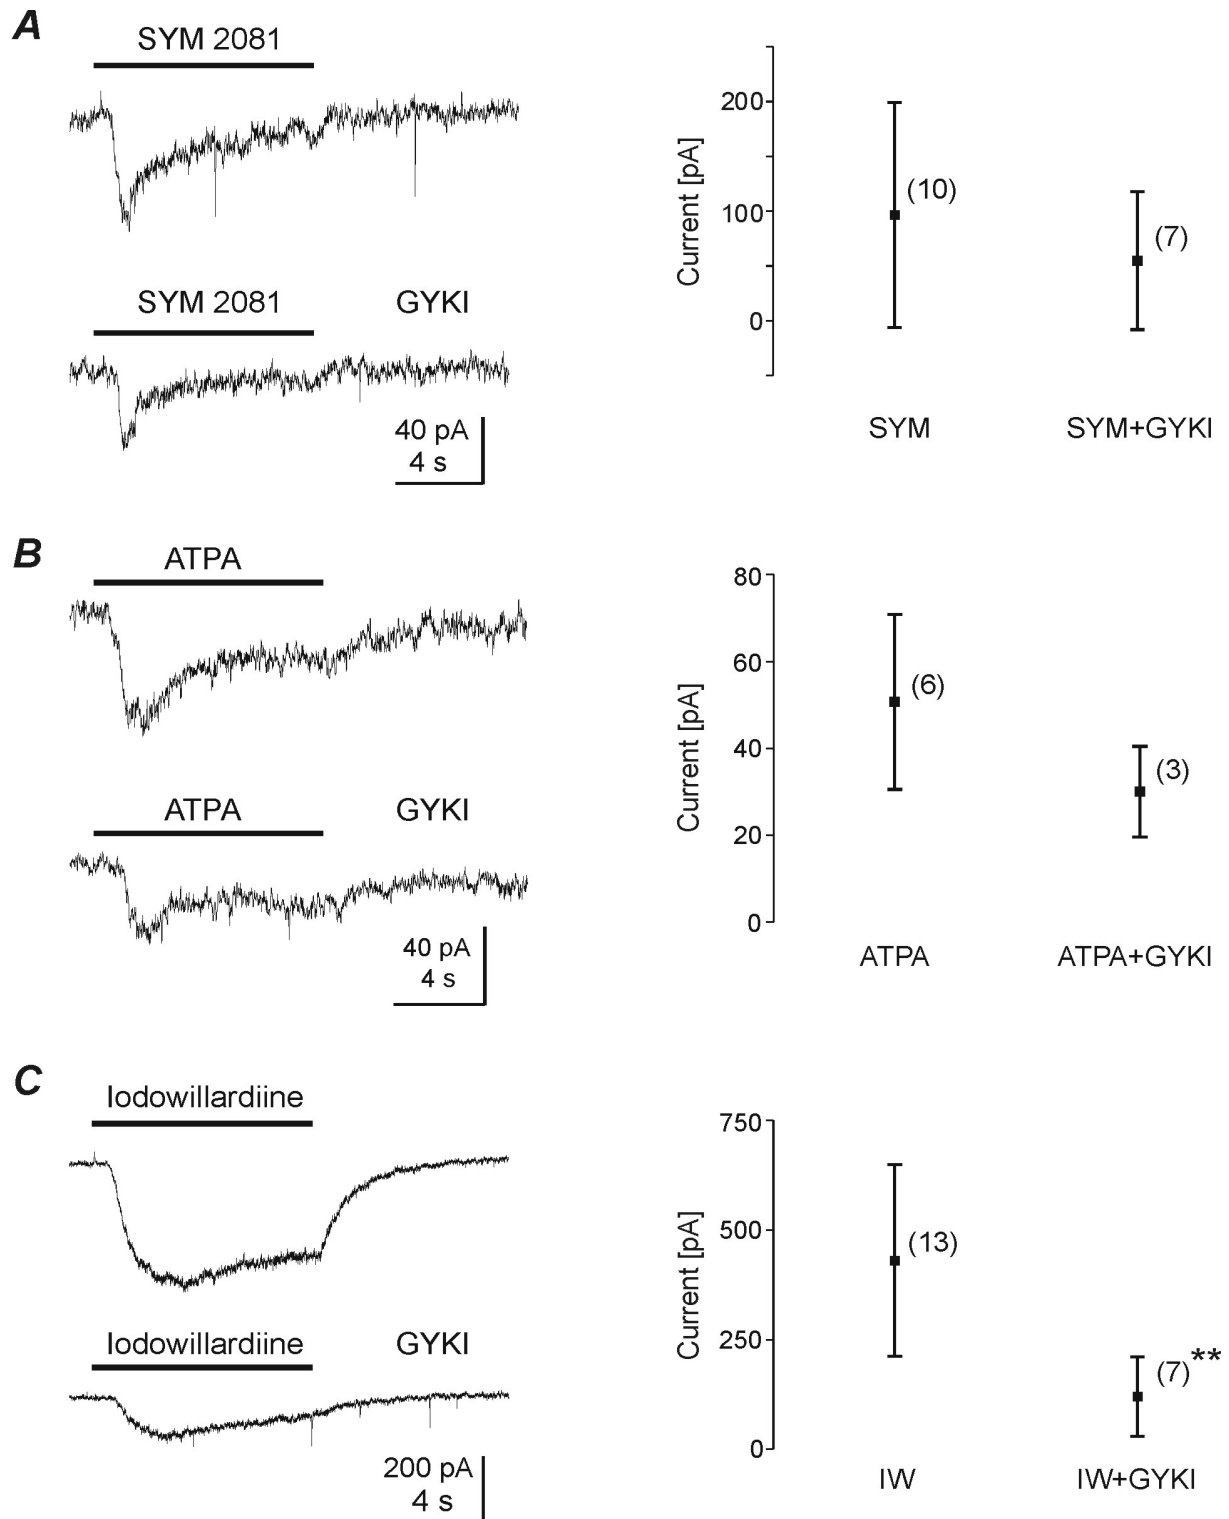 A
SYM 2081
SYM 2081 GYKI
40 pA
4 s
Current [pA]
200
100
0
(10)
(7)
SYM SYM+GYKI
B
ATPA
ATPA GYKI
40 pA
4 s
Current [pA]
80
60
40
20
0
(6)
(3)
ATPA ATPA+GYKI
C
Iodowillardiine
Iodowillardiine GYKI
200 pA
4 s
Current [pA]
750
500
250
0
(13)
(7)**
IW IW+GYKI